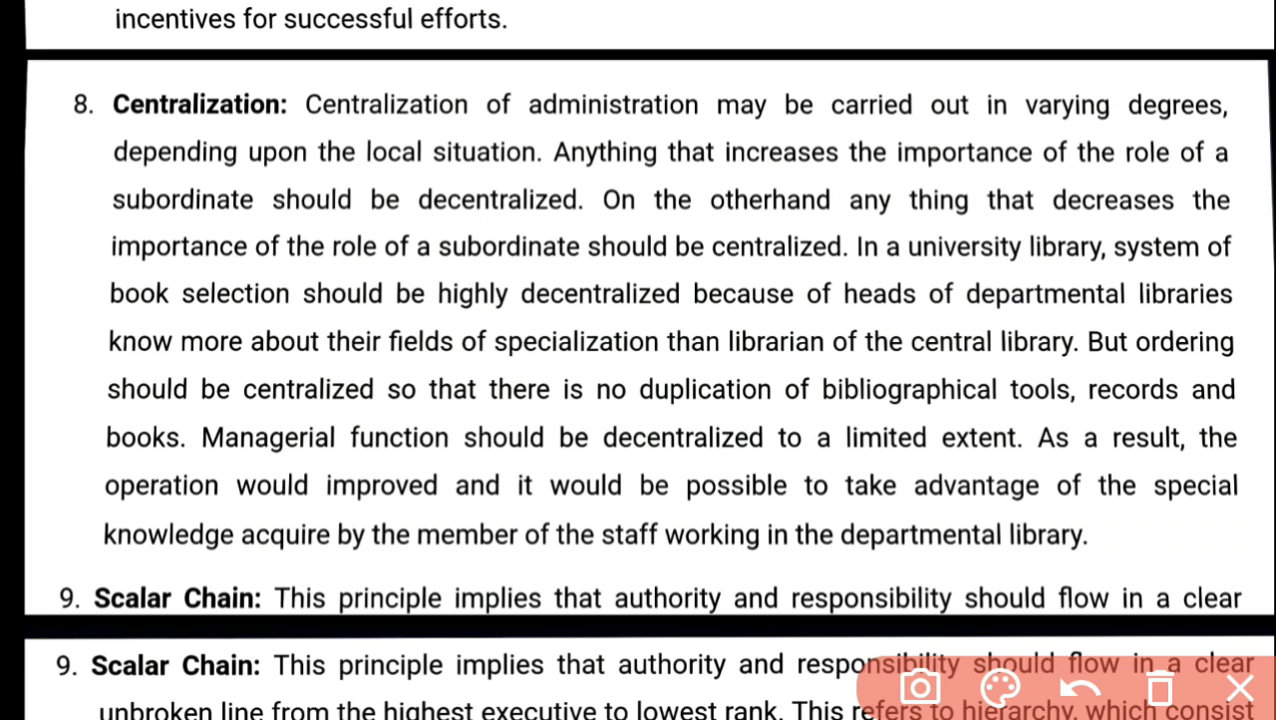 incentives for successful efforts.
8. Centralization: Centralization of administration may be carried out in varying degrees,
depending upon the local situation. Anything that increases the importance of the role of a
subordinate should be decentralized. On the otherhand any thing that decreases the
importance of the role of a subordinate should be centralized. In a university library, system of
book selection should be highly decentralized because of heads of departmental libraries
know more about their fields of specialization than librarian of the central library. But ordering
should be centralized so that there is no duplication of bibliographical tools, records and
books. Managerial function should be decentralized to a limited extent. As a result, the
operation would improved and it would be possible to take advantage of the special
knowledge acquire by the member of the staff working in the departmental library.
9. Scalar Chain: This principle implies that authority and responsibility should flow in a clear
9. Scalar Chain: This principle implies that authority and responsibility should flow in a clear
unbroken line from the highest executive to lowest rank. This refers to hierarchy, which consist